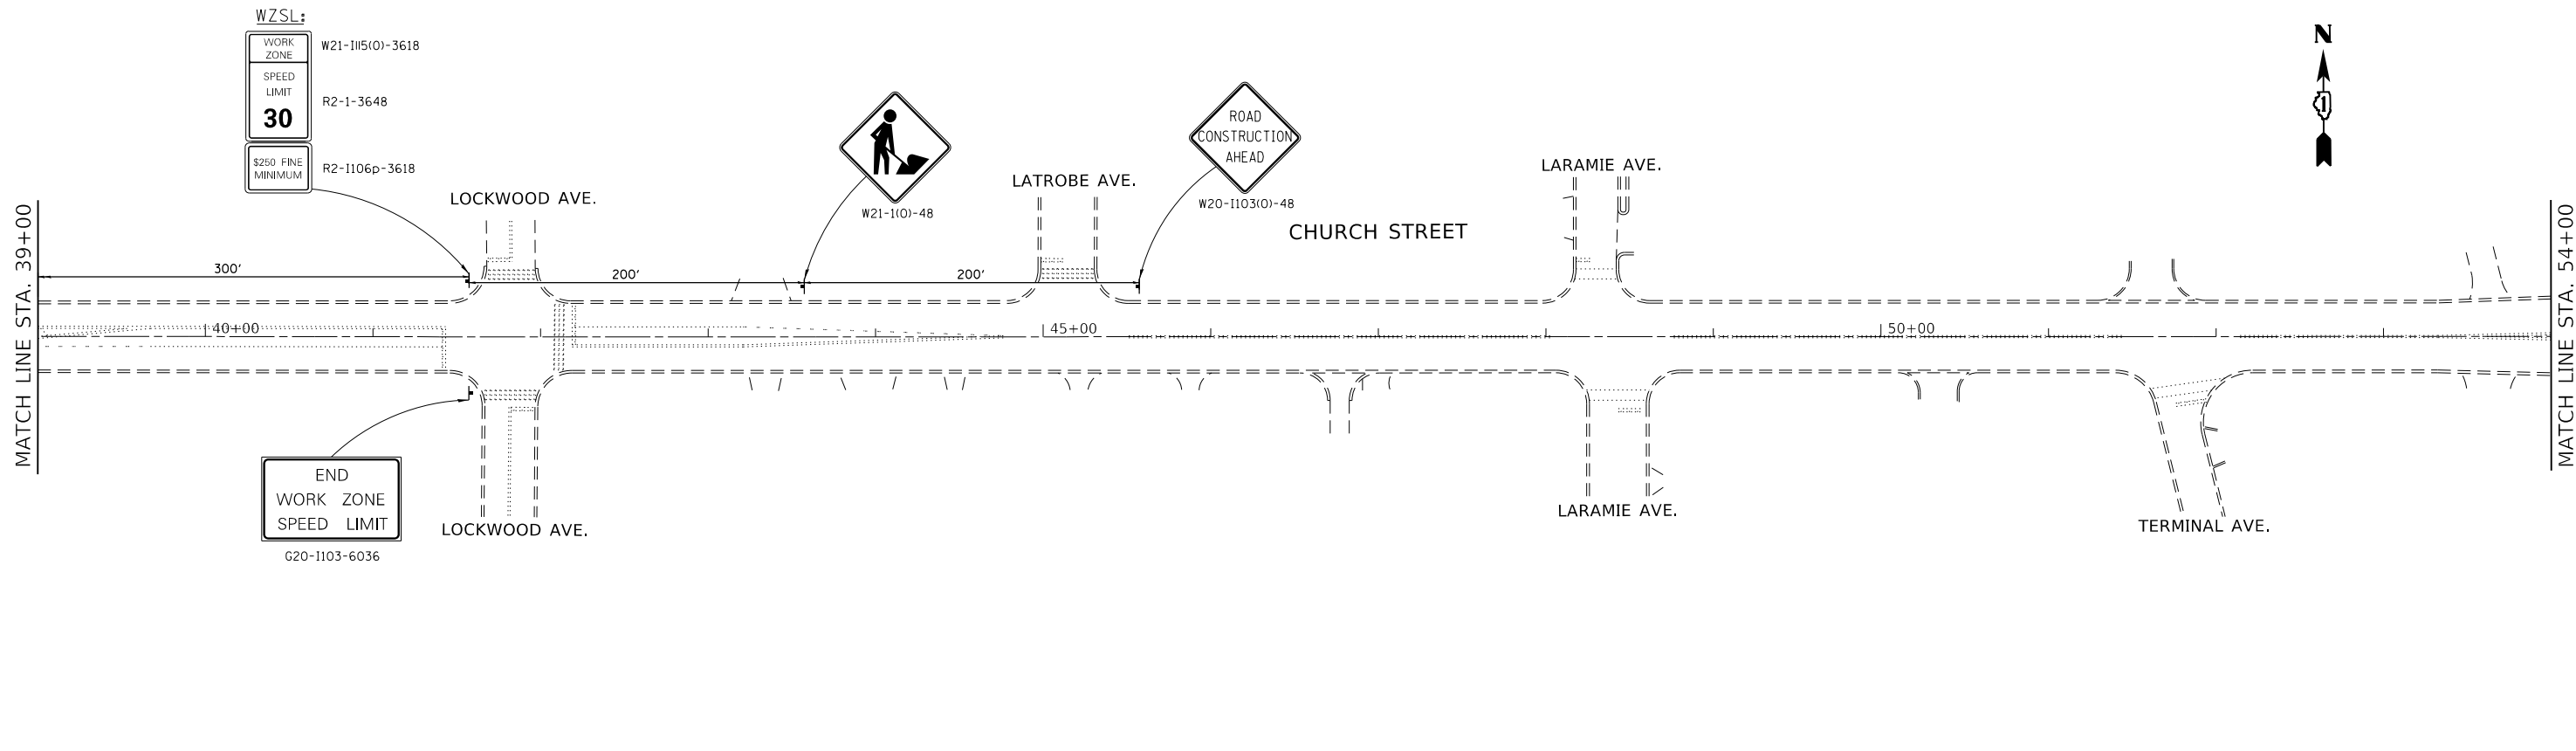 WZSL:
WORK
ZONE
W21-I115(0)-3618
SPEED
LIMIT
30
R2-1-3648
$250 FINE
MINIMUM
R2-I106p-3618
W21-1(0)-48
ROAD
CONSTRUCTION
AHEAD
W20-I103(0)-48
N
1
LOCKWOOD AVE.
LATROBE AVE.
LARAMIE AVE.
CHURCH STREET
MATCH LINE STA. 39+00
300'
200'
200'
MATCH LINE STA. 54+00
40+00
45+00
50+00
END
WORK ZONE
SPEED LIMIT
G20-I103-6036
LOCKWOOD AVE.
LARAMIE AVE.
TERMINAL AVE.